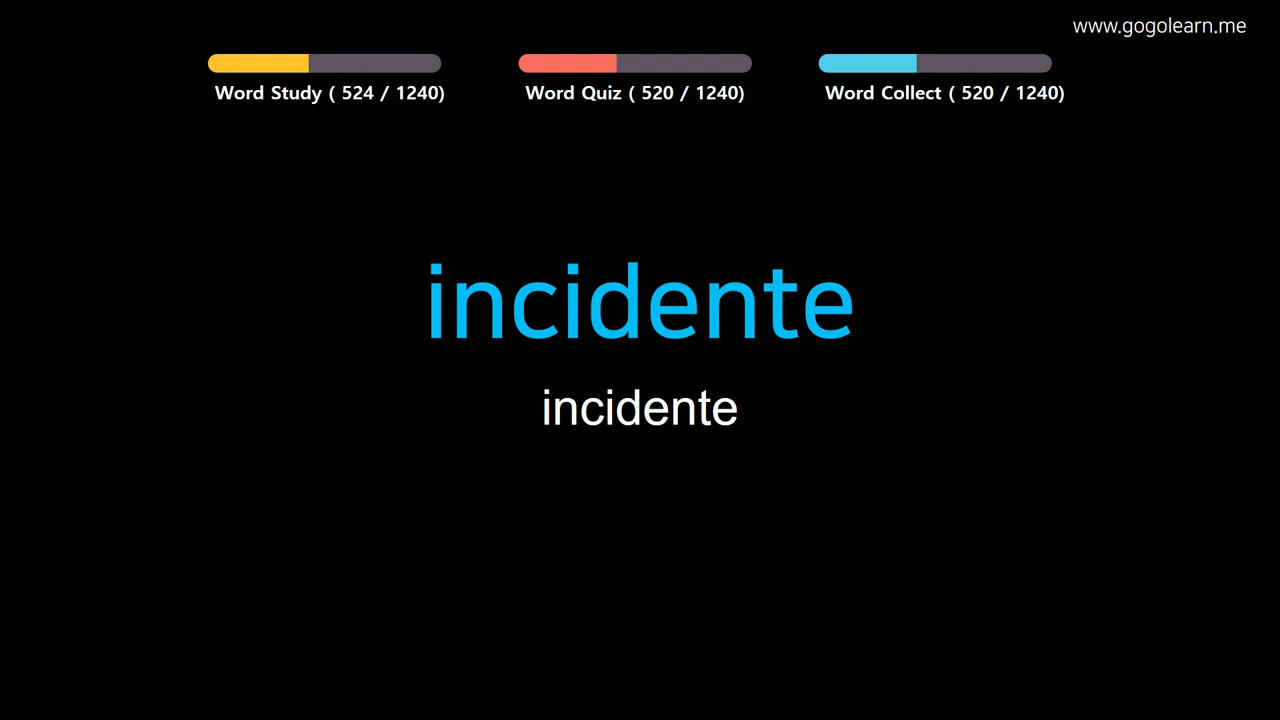 www.gogolearn.me
Word Study ( 524 / 1240)
Word Quiz ( 520 / 1240)
Word Collect ( 520 / 1240)
incidente
incidente